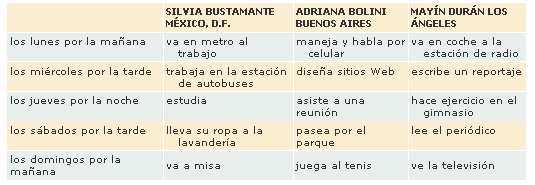 SILVIA BUSTAMANTE MÉXICO, D.F.
ADRIANA BOLINI BUENOS AIRES
MAYÍN DURÁN LOS ÁNGELES
los lunes por la mañana
va en metro al trabajo
maneja y habla por celular
va en coche a la estación de radio
los miércoles por la tarde
trabaja en la estación de autobuses
diseña sitios Web
escribe un reportaje
los jueves por la noche
estudia
asiste a una reunión
hace ejercicio en el gimnasio
los sábados por la tarde
lleva su ropa a la lavandería
pasea por el parque
lee el periódico
los domingos por la mañana
va a misa
juega al tenis
ve la televisión